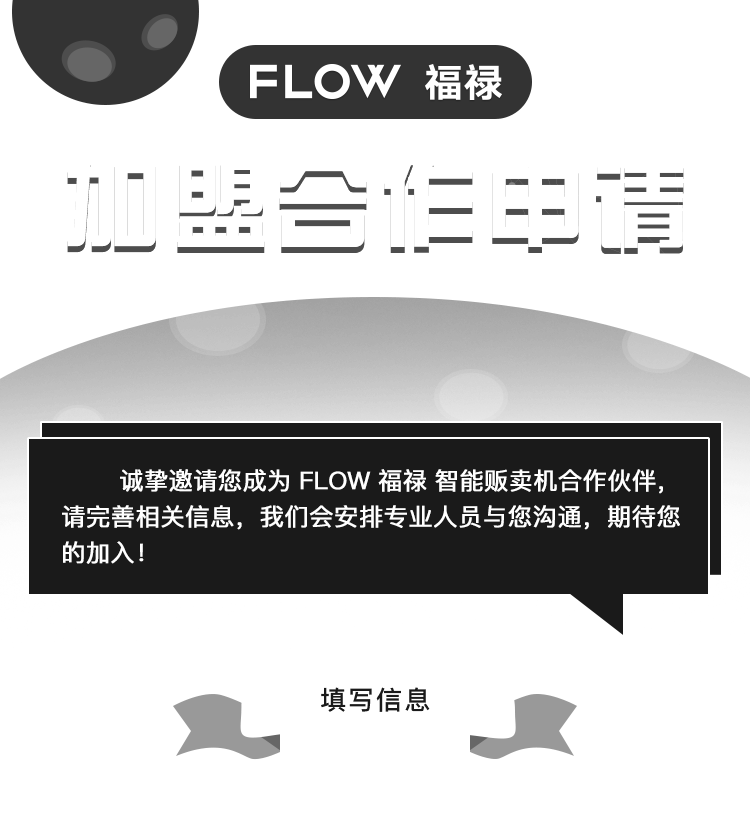 FLOW 福禄
加盟合作申请
诚挚邀请您成为 FLOW 福禄 智能贩卖机合作伙伴，
请完善相关信息，我们会安排专业人员与您沟通，期待您
的加入！
填写信息